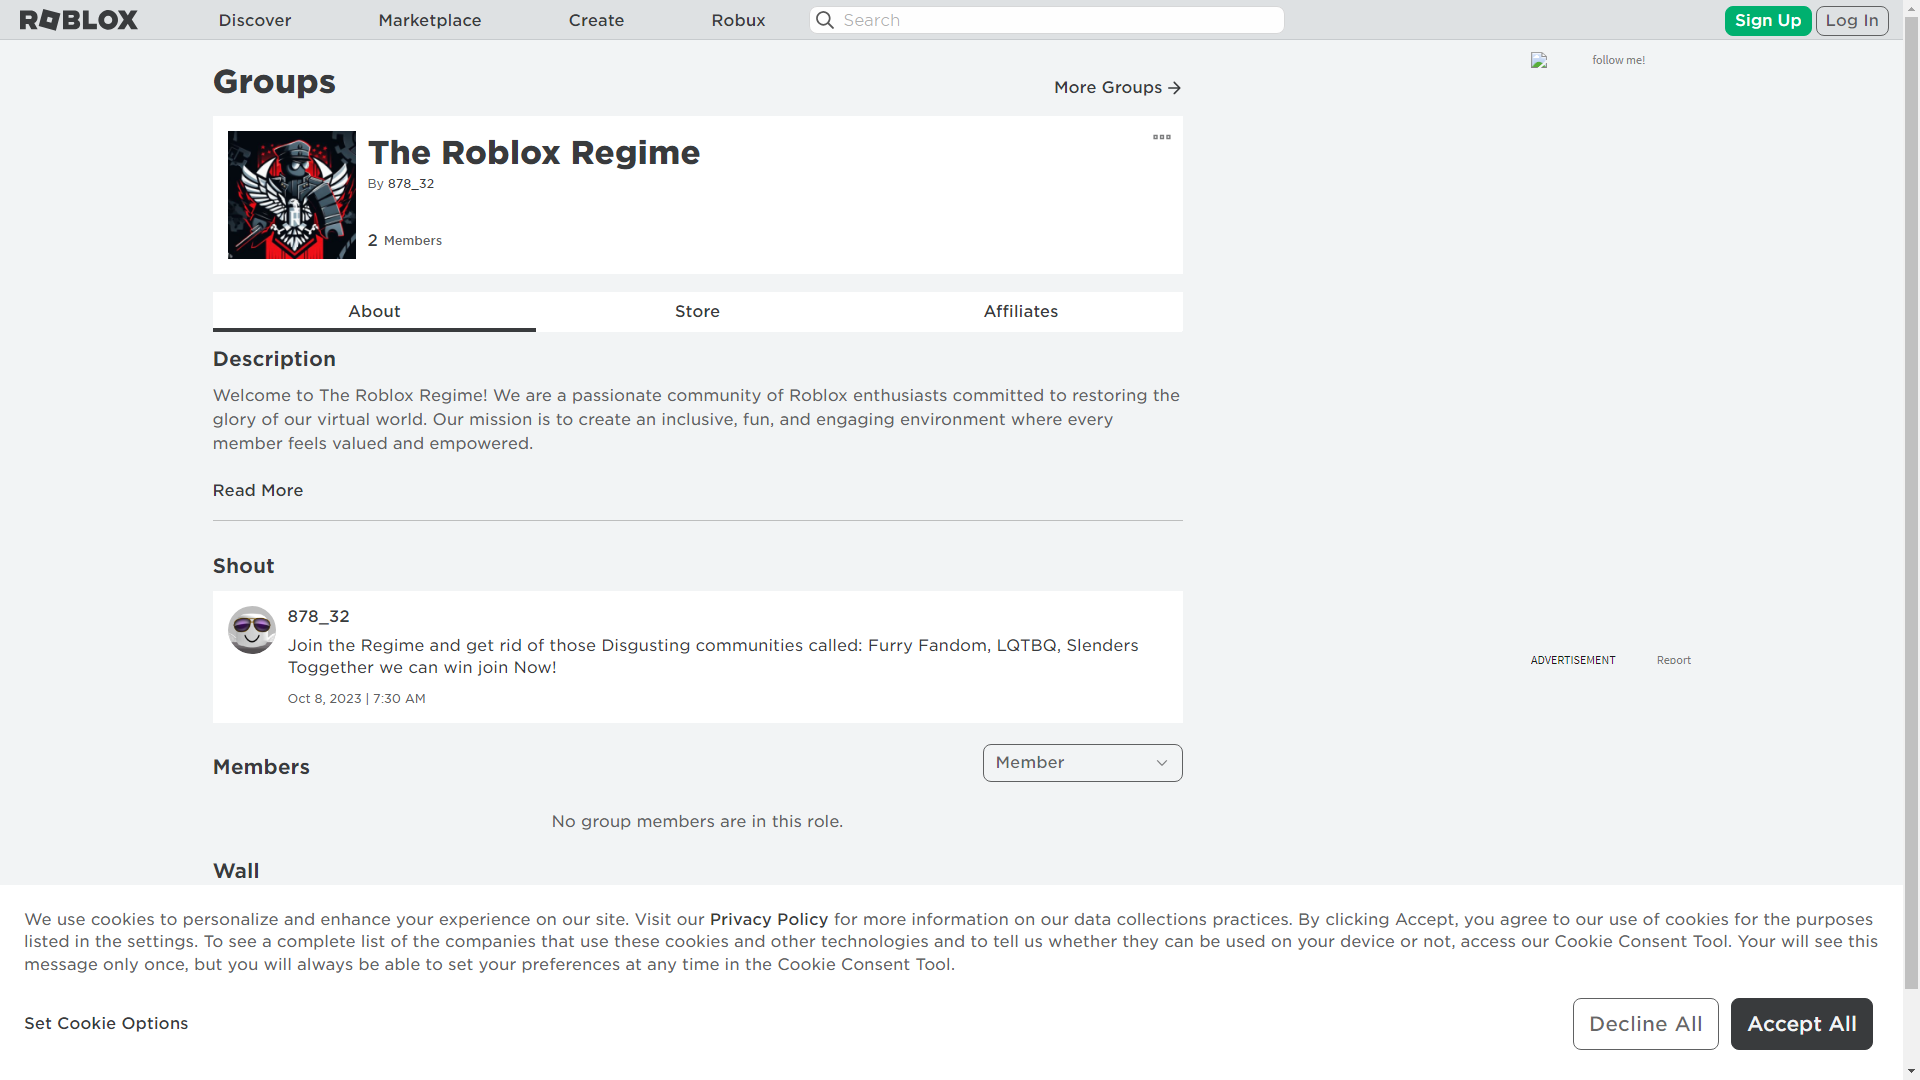 ROBLOX
Discover
Marketplace
Create
Robux
Search
Sign Up
Log In
follow me!
Groups
More Groups
The Roblox Regime
By 878_32
2 Members
About
Store
Affiliates
Description
Welcome to The Roblox Regime! We are a passionate community of Roblox enthusiasts committed to restoring the
glory of our virtual world. Our mission is to create an inclusive, fun, and engaging environment where every
member feels valued and empowered.
Read More
Shout
878_32
Join the Regime and get rid of those Disgusting communities called: Furry Fandom, LQTBQ, Slenders
Toggether we can win join Now!
Oct 8, 2023 | 7:30 AM
ADVERTISEMENT
Report
Members
Member
No group members are in this role.
Wall
We use cookies to personalize and enhance your experience on our site. Visit our Privacy Policy for more information on our data collections practices. By clicking Accept, you agree to our use of cookies for the purposes
listed in the settings. To see a complete list of the companies that use these cookies and other technologies and to tell us whether they can be used on your device or not, access our Cookie Consent Tool. Your will see this
message only once, but you will always be able to set your preferences at any time in the Cookie Consent Tool.
Set Cookie Options
Decline All
Accept All